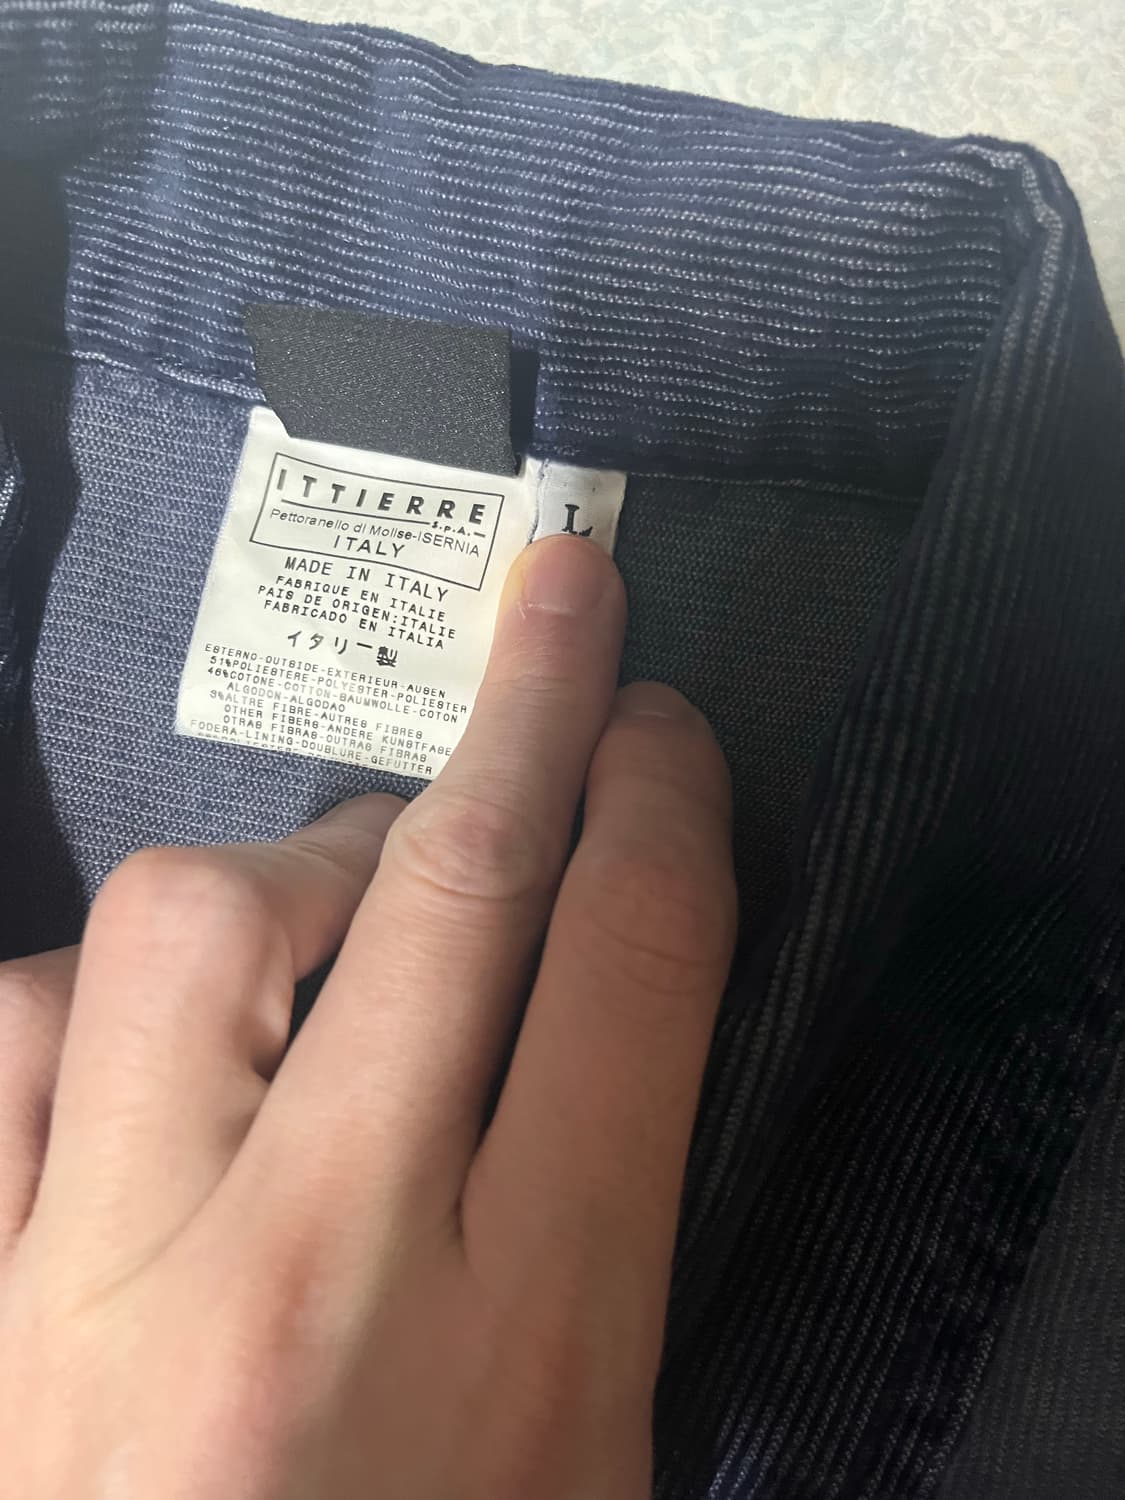 ITTIERRE
S.p.A.
Pettoranello di Molise-ISERNIA
ITALY
MADE IN ITALY
FABRIQUE EN ITALIE
PAIS DE ORIGEN:ITALIE
FABRICADO EN ITALIA
イタリー製
ESTERNO-OUTSIDE-EXTERIEUR-AUSEN
51%POLIESTERE-POLYESTER-POLIESTER
46%COTONE-COTTON-BAUMWOLLE-COTON
ALGODON-ALGODAO
3%ALTRE FIBRE-AUTRES FIBRES
OTHER FIBERS-ANDERE KUNSTFASE
OTRAS FIBRAS-OUTRAS FIBRAS
FODERA-LINING-DOUBLURE-GEFUTTER
L